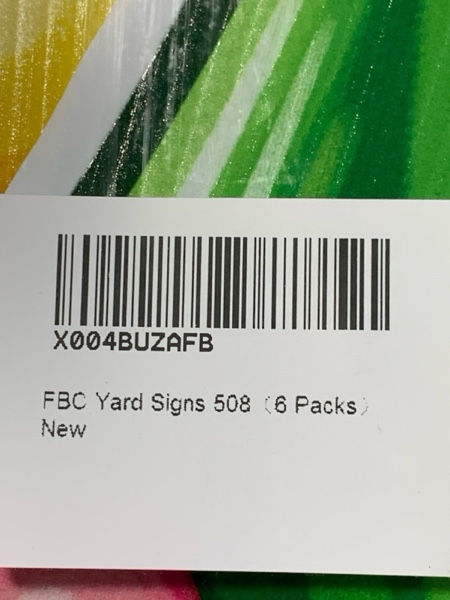 X004BUZAFB
FBC Yard Signs 508（6 Packs）
New